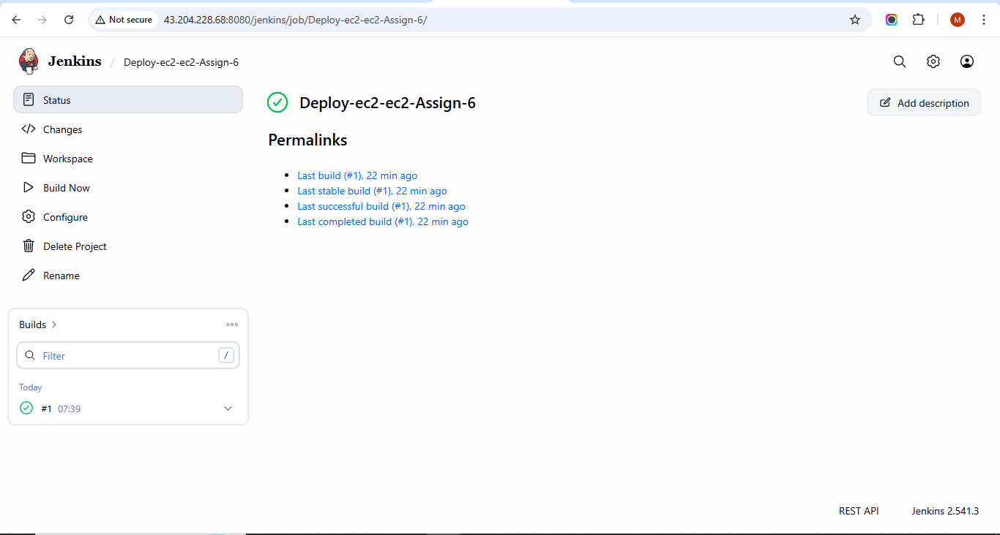 Not secure 43.204.228.68:8080/jenkins/job/Deploy-ec2-ec2-Assign-6/
M
Jenkins / Deploy-ec2-ec2-Assign-6
Status
Changes
Workspace
Build Now
Configure
Delete Project
Rename
Builds
Filter /
Today
#1 07:39
Deploy-ec2-ec2-Assign-6
Add description
Permalinks
Last build (#1), 22 min ago
Last stable build (#1), 22 min ago
Last successful build (#1), 22 min ago
Last completed build (#1), 22 min ago
REST API Jenkins 2.541.3